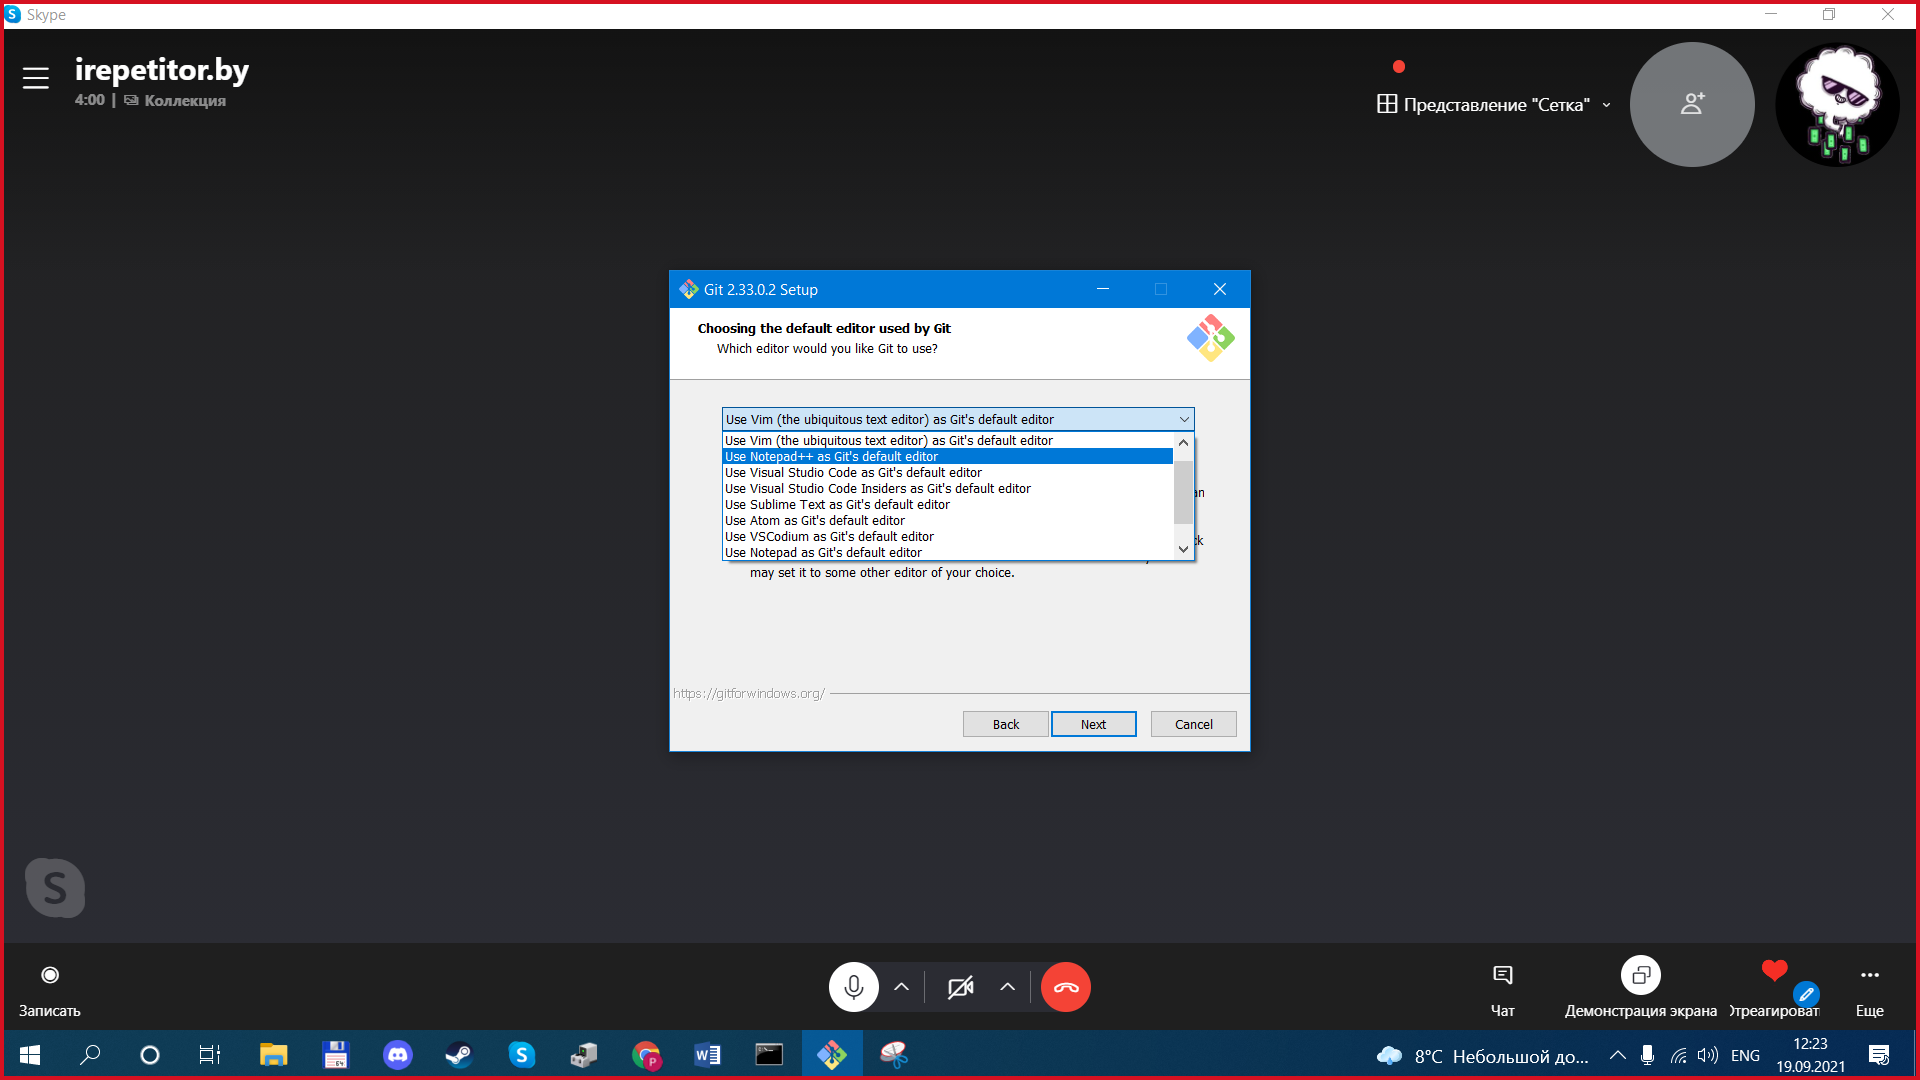 Skype
irepetitor.by
4:00 | Коллекция
Представление "Сетка"
Git 2.33.0.2 Setup
Choosing the default editor used by Git
Which editor would you like Git to use?
Use Vim (the ubiquitous text editor) as Git's default editor
Use Vim (the ubiquitous text editor) as Git's default editor
Use Notepad++ as Git's default editor
Use Visual Studio Code as Git's default editor
Use Visual Studio Code Insiders as Git's default editor
Use Sublime Text as Git's default editor
Use Atom as Git's default editor
Use VSCodium as Git's default editor
Use Notepad as Git's default editor
may set it to some other editor of your choice.
https://gitforwindows.org/
Back
Next
Cancel
Записать
Чат
Демонстрация экрана
Отреагироват
Еще
8°C Небольшой до...
ENG
12:23
19.09.2021